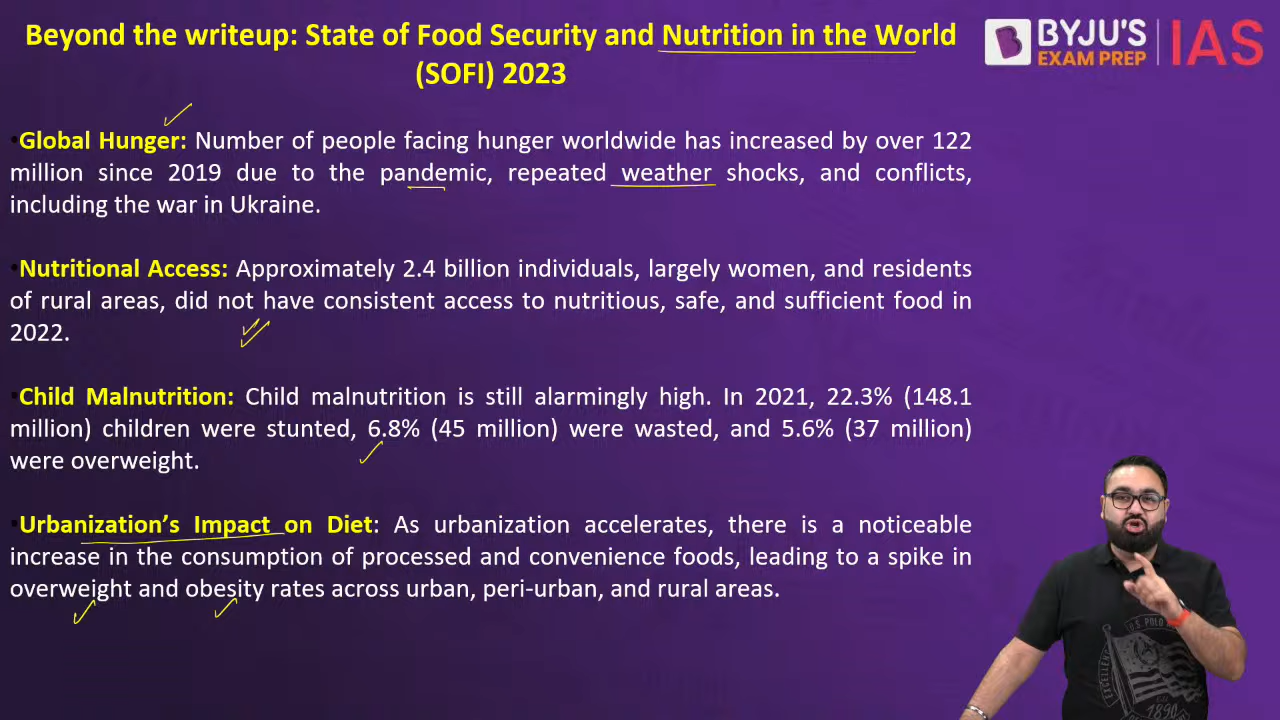 Beyond the writeup: State of Food Security and Nutrition in the World
(SOFI) 2023
BYJU'S
EXAM PREP
IAS
•Global Hunger: Number of people facing hunger worldwide has increased by over 122
million since 2019 due to the pandemic, repeated weather shocks, and conflicts,
including the war in Ukraine.
•Nutritional Access: Approximately 2.4 billion individuals, largely women, and residents
of rural areas, did not have consistent access to nutritious, safe, and sufficient food in
2022.
•Child Malnutrition: Child malnutrition is still alarmingly high. In 2021, 22.3% (148.1
million) children were stunted, 6.8% (45 million) were wasted, and 5.6% (37 million)
were overweight.
•Urbanization’s Impact on Diet: As urbanization accelerates, there is a noticeable
increase in the consumption of processed and convenience foods, leading to a spike in
overweight and obesity rates across urban, peri-urban, and rural areas.
U.S. POLO
EXCELLENCE
1890